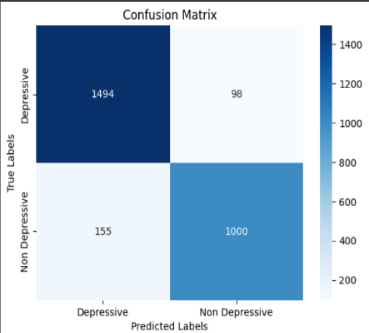 Confusion Matrix
True Labels
Depressive
Non Depressive
1494
98
155
1000
Depressive
Non Depressive
Predicted Labels
1400
1200
1000
800
600
400
200